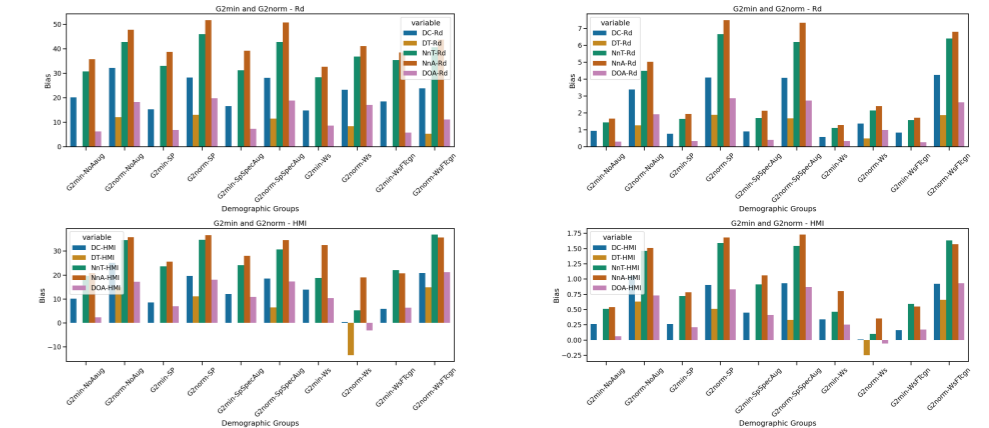 G2min and G2norm - Rd
Bias
50
40
30
20
10
0
variable
DC-Rd
DT-Rd
NnT-Rd
NnA-Rd
DOA-Rd
G2min-NoAaug
G2norm-NoAug
G2min-SP
G2norm-SP
G2min-SpSpecAug
G2norm-SpSpecAug
G2min-Ws
G2norm-Ws
G2min-WsFTcgn
G2norm-WsFTcgn
Demographic Groups
G2min and G2norm - Rd
Bias
7
6
5
4
3
2
1
0
variable
DC-Rd
DT-Rd
NnT-Rd
NnA-Rd
DOA-Rd
G2min-NoAaug
G2norm-NoAug
G2min-SP
G2norm-SP
G2min-SpSpecAug
G2norm-SpSpecAug
G2min-Ws
G2norm-Ws
G2min-WsFTcgn
G2norm-WsFTcgn
Demographic Groups
G2min and G2norm - HMI
Bias
30
20
10
0
−10
variable
DC-HMI
DT-HMI
NnT-HMI
NnA-HMI
DOA-HMI
G2min-NoAaug
G2norm-NoAug
G2min-SP
G2norm-SP
G2min-SpSpecAug
G2norm-SpSpecAug
G2min-Ws
G2norm-Ws
G2min-WsFTcgn
G2norm-WsFTcgn
Demographic Groups
G2min and G2norm - HMI
Bias
1.75
1.50
1.25
1.00
0.75
0.50
0.25
0.00
−0.25
variable
DC-HMI
DT-HMI
NnT-HMI
NnA-HMI
DOA-HMI
G2min-NoAaug
G2norm-NoAug
G2min-SP
G2norm-SP
G2min-SpSpecAug
G2norm-SpSpecAug
G2min-Ws
G2norm-Ws
G2min-WsFTcgn
G2norm-WsFTcgn
Demographic Groups